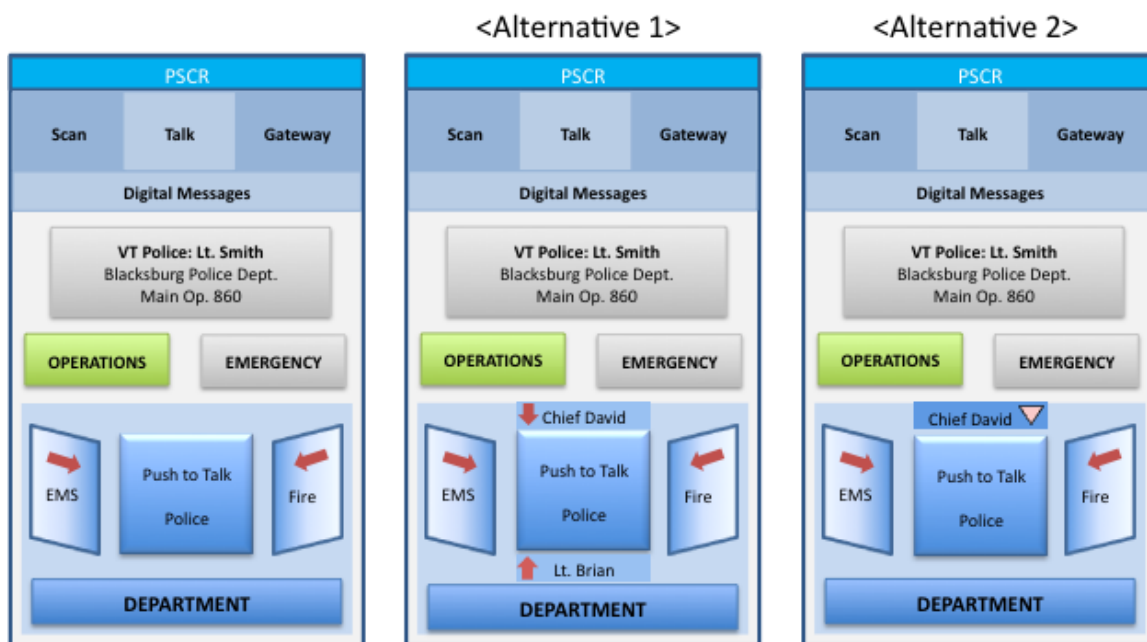 <Alternative 1>
<Alternative 2>
PSCR
Scan Talk Gateway
Digital Messages
VT Police: Lt. Smith
Blacksburg Police Dept.
Main Op. 860
OPERATIONS EMERGENCY
EMS
Push to Talk
Police
Fire
DEPARTMENT
PSCR
Scan Talk Gateway
Digital Messages
VT Police: Lt. Smith
Blacksburg Police Dept.
Main Op. 860
OPERATIONS EMERGENCY
Chief David
EMS
Push to Talk
Police
Fire
Lt. Brian
DEPARTMENT
PSCR
Scan Talk Gateway
Digital Messages
VT Police: Lt. Smith
Blacksburg Police Dept.
Main Op. 860
OPERATIONS EMERGENCY
Chief David
EMS
Push to Talk
Police
Fire
DEPARTMENT